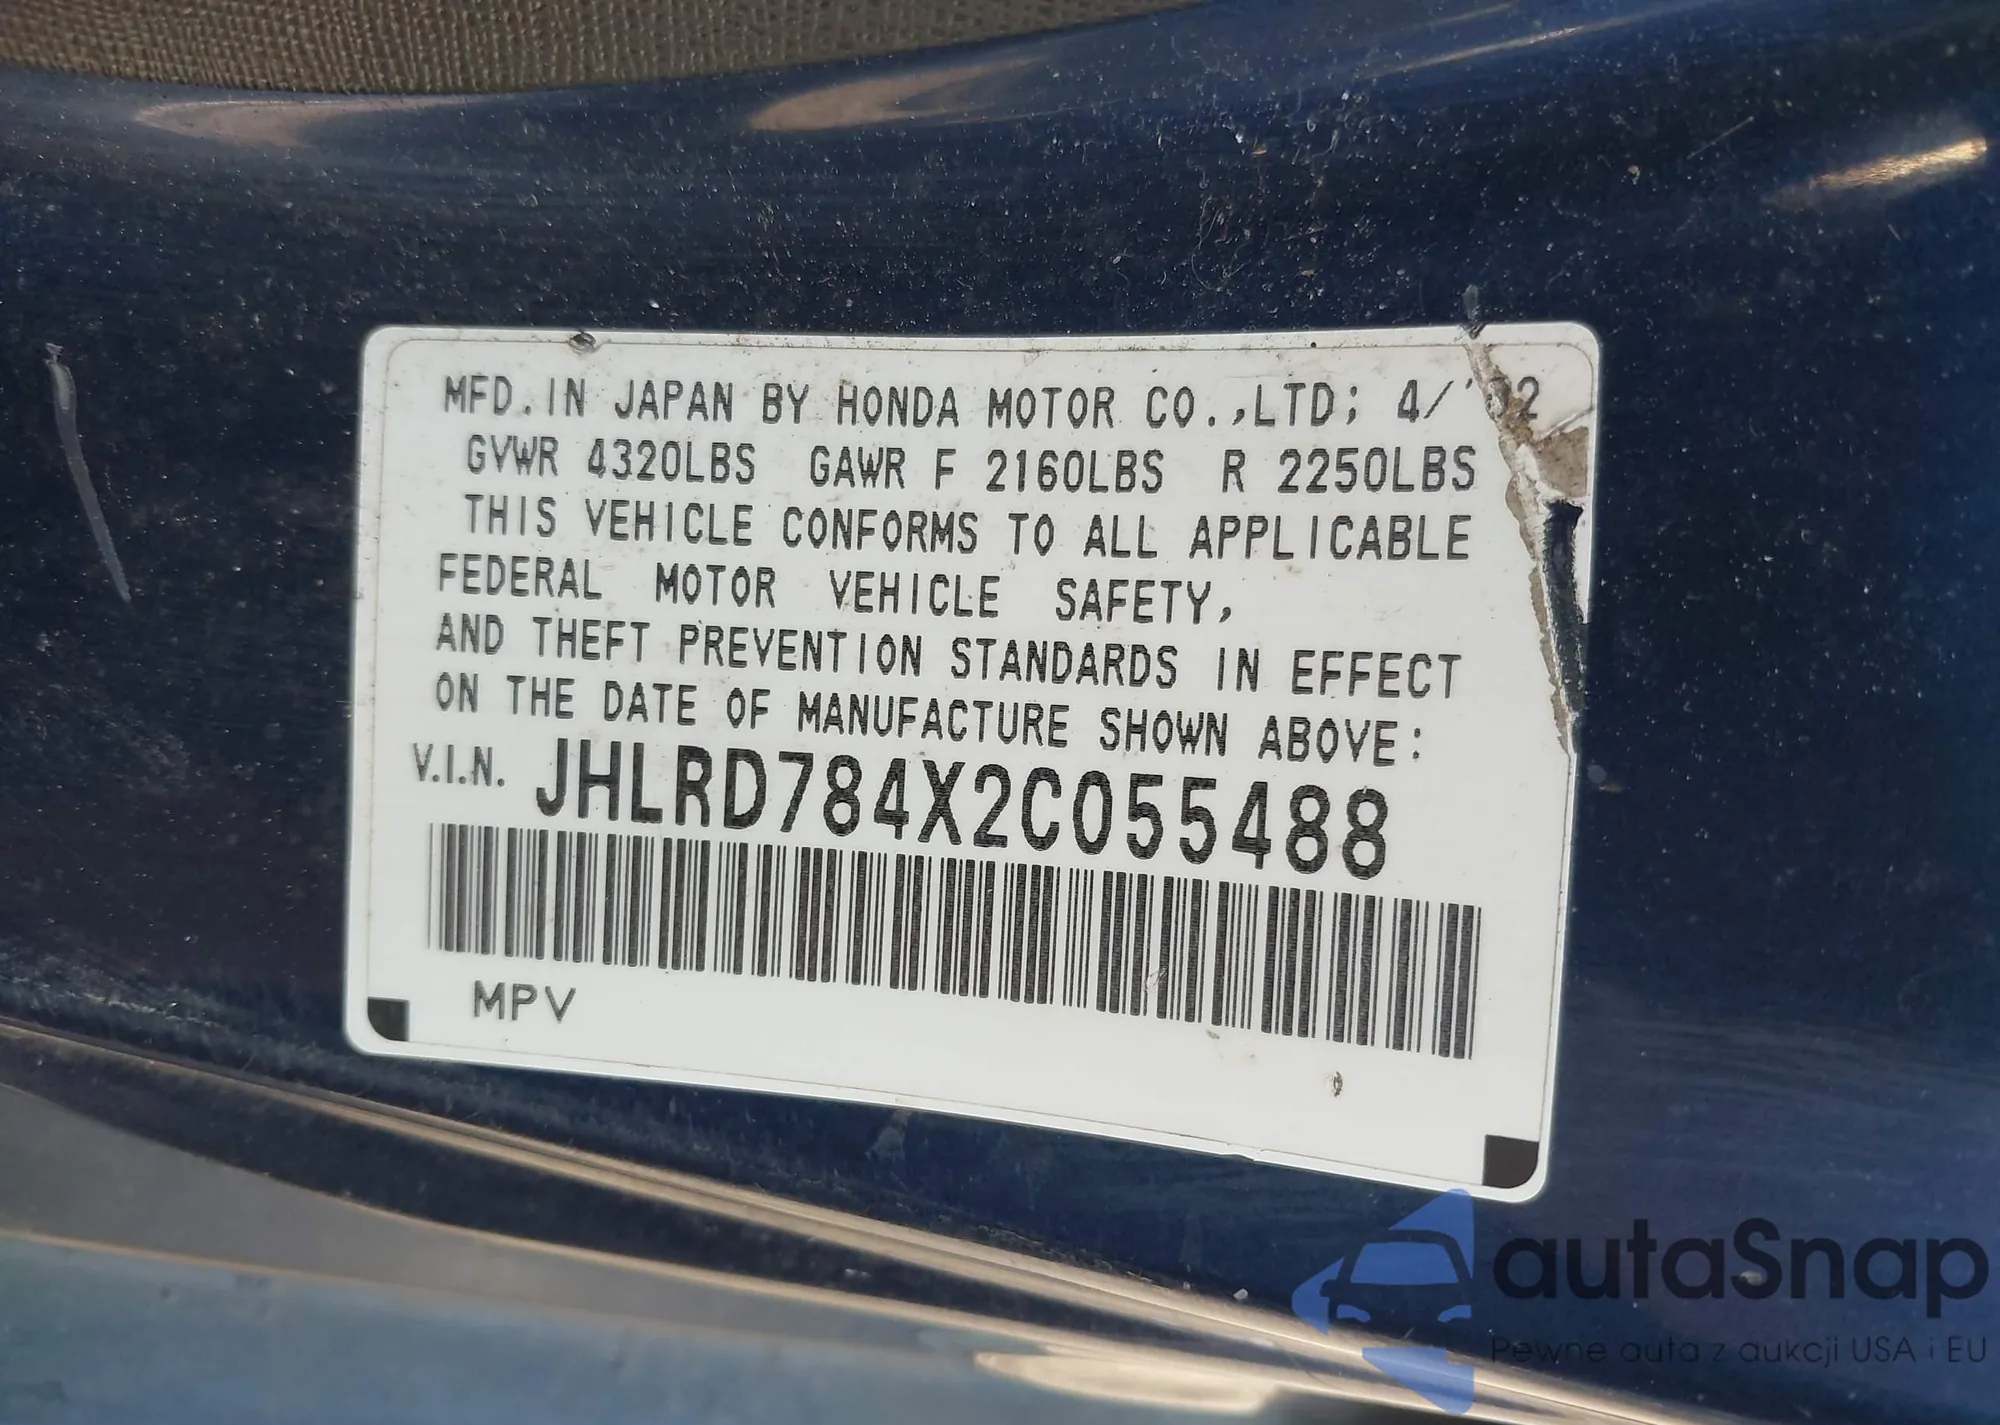 MFD.IN JAPAN BY HONDA MOTOR CO.,LTD; 4/'02
GVWR 4320LBS GAWR F 2160LBS R 2250LBS
THIS VEHICLE CONFORMS TO ALL APPLICABLE
FEDERAL MOTOR VEHICLE SAFETY,
AND THEFT PREVENTION STANDARDS IN EFFECT
ON THE DATE OF MANUFACTURE SHOWN ABOVE:
V.I.N. JHLRD784X2C055488
MPV
autaSnap
Pewne auta z aukcji USA i EU